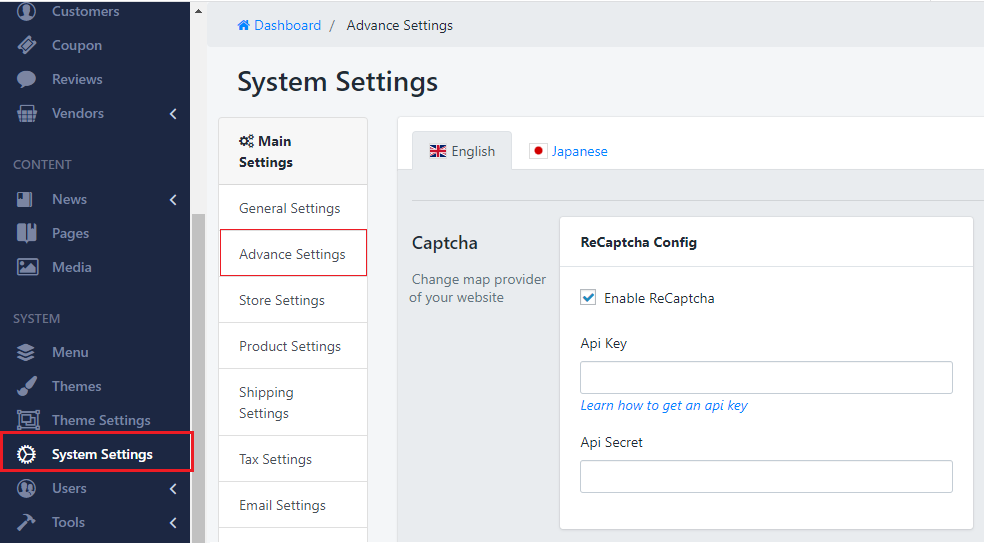 Customers
Coupon
Reviews
Vendors
CONTENT
News
Pages
Media
SYSTEM
Menu
Themes
Theme Settings
System Settings
Users
Tools
Dashboard / Advance Settings
System Settings
Main
Settings
General Settings
Advance Settings
Store Settings
Product Settings
Shipping
Settings
Tax Settings
Email Settings
English
Japanese
Captcha
Change map provider
of your website
ReCaptcha Config
Enable ReCaptcha
Api Key
Learn how to get an api key
Api Secret